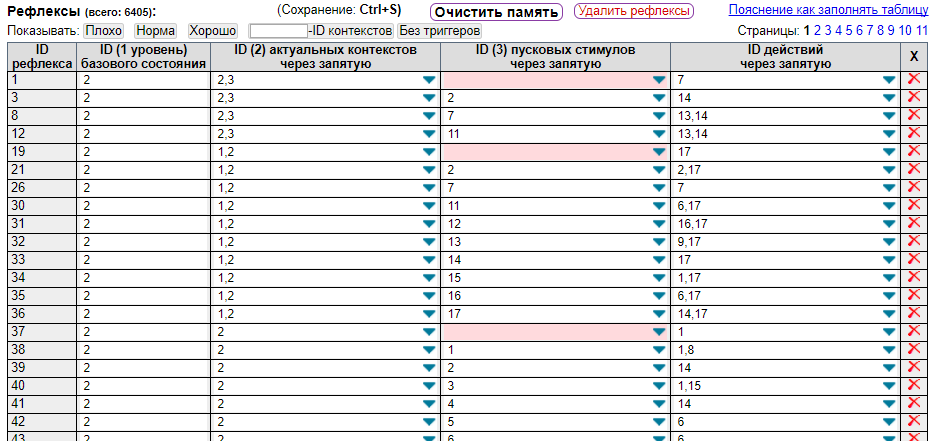 Рефлексы (всего: 6405): (Сохранение: Ctrl+S) Очистить память Удалить рефлексы Пояснение как заполнять таблицу
Показывать: Плохо Норма Хорошо -ID контекстов Без триггеров Страницы: 1 2 3 4 5 6 7 8 9 10 11
ID рефлекса ID (1 уровень) базового состояния ID (2) актуальных контекстов через запятую ID (3) пусковых стимулов через запятую ID действий через запятую X
1 2 2,3 7
3 2 2,3 2 14
8 2 2,3 7 13,14
12 2 2,3 11 13,14
19 2 1,2 17
21 2 1,2 2 2,17
26 2 1,2 7 7
30 2 1,2 11 6,17
31 2 1,2 12 16,17
32 2 1,2 13 9,17
33 2 1,2 14 17
34 2 1,2 15 1,17
35 2 1,2 16 6,17
36 2 1,2 17 14,17
37 2 2 1
38 2 2 1 1,8
39 2 2 2 14
40 2 2 3 1,15
41 2 2 4 14
42 2 2 5 6
43 2 2 6 6